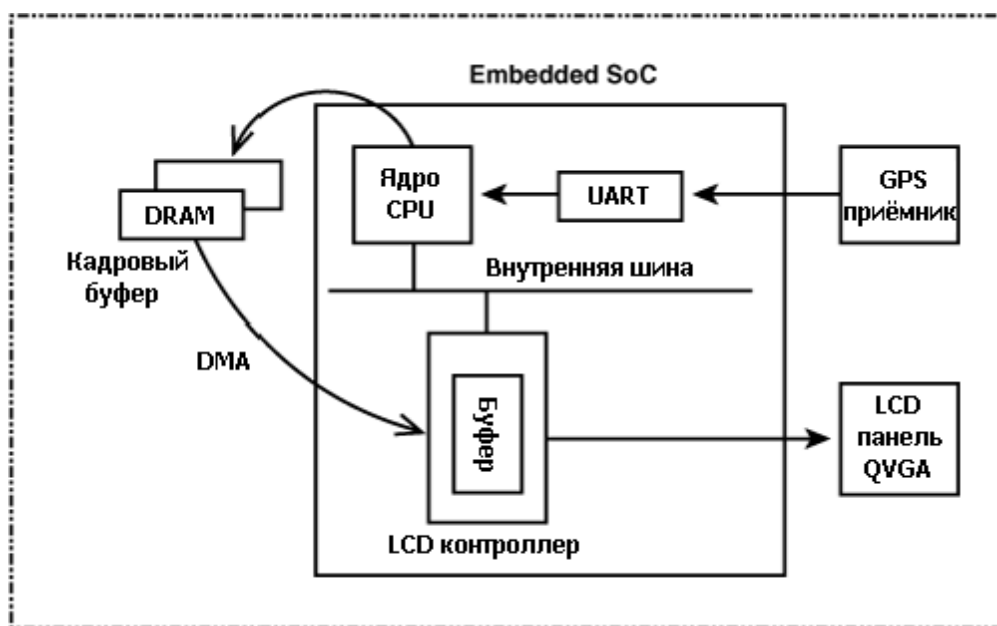 Embedded SoC
Ядро
CPU
UART
GPS
приёмник
DRAM
Кадровый
буфер
Внутренняя шина
DMA
Буфер
LCD
панель
QVGA
LCD контроллер